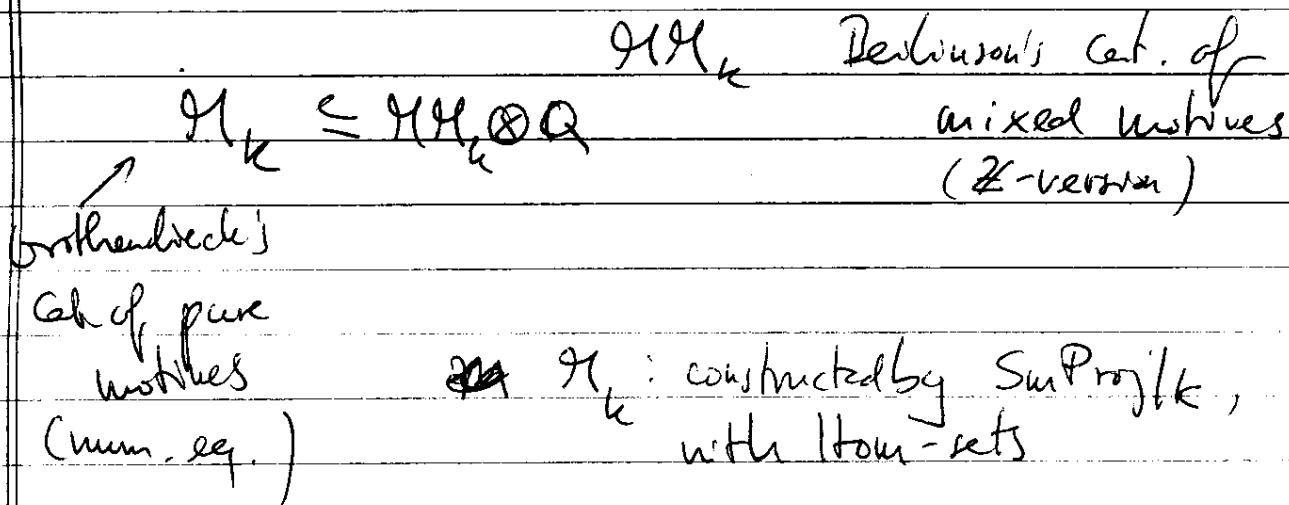 MM_k Beilinson's Cat. of
M_k ⊆ MM_k ⊗ Q mixed motives
(Z-version)
Grothendieck's
Cat of pure
motives M_k : constructed by SmProj/k,
(num. eq.) with Hom-sets